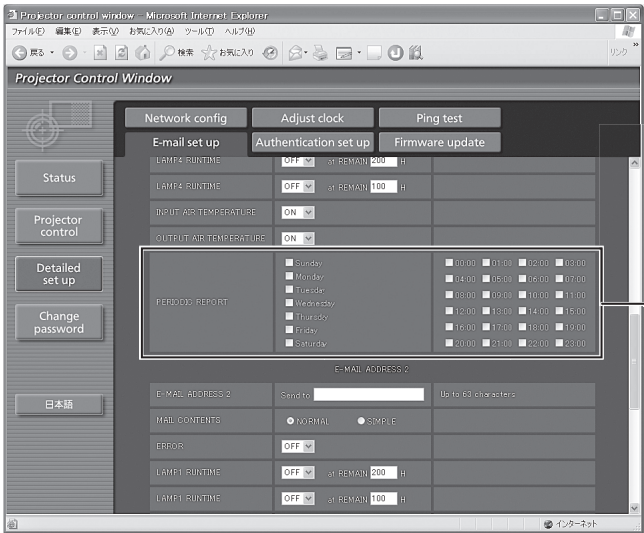 Projector control window - Microsoft Internet Explorer
ファイル(F) 編集(E) 表示(V) お気に入り(A) ツール(T) ヘルプ(H)
戻る 検索 お気に入り リンク »
Projector Control Window
Network config Adjust clock Ping test
E-mail set up Authentication set up Firmware update
Status
Projector control
Detailed set up
Change password
日本語
LAMP4 RUNTIME OFF at REMAIN 200 H
LAMP4 RUNTIME OFF at REMAIN 100 H
INPUT AIR TEMPERATURE ON
OUTPUT AIR TEMPERATURE ON
PERIODIC REPORT
Sunday
Monday
Tuesday
Wednesday
Thursday
Friday
Saturday
00:00 01:00 02:00 03:00
04:00 05:00 06:00 07:00
08:00 09:00 10:00 11:00
12:00 13:00 14:00 15:00
16:00 17:00 18:00 19:00
20:00 21:00 22:00 23:00
E-MAIL ADDRESS 2
E-MAIL ADDRESS 2 Send to Up to 63 characters
MAIL CONTENTS NORMAL SIMPLE
ERROR OFF
LAMP1 RUNTIME OFF at REMAIN 200 H
LAMP1 RUNTIME OFF at REMAIN 100 H
インターネット